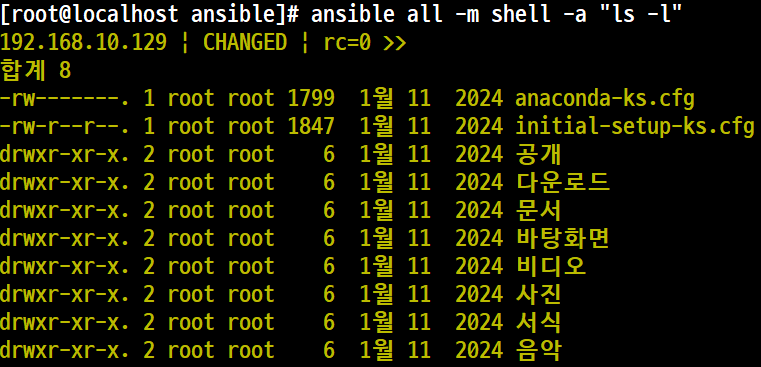 [root@localhost ansible]# ansible all -m shell -a "ls -l"
192.168.10.129 | CHANGED | rc=0 >>
합계 8
-rw-------. 1 root root 1799  1월 11  2024 anaconda-ks.cfg
-rw-r--r--. 1 root root 1847  1월 11  2024 initial-setup-ks.cfg
drwxr-xr-x. 2 root root    6  1월 11  2024 공개
drwxr-xr-x. 2 root root    6  1월 11  2024 다운로드
drwxr-xr-x. 2 root root    6  1월 11  2024 문서
drwxr-xr-x. 2 root root    6  1월 11  2024 바탕화면
drwxr-xr-x. 2 root root    6  1월 11  2024 비디오
drwxr-xr-x. 2 root root    6  1월 11  2024 사진
drwxr-xr-x. 2 root root    6  1월 11  2024 서식
drwxr-xr-x. 2 root root    6  1월 11  2024 음악